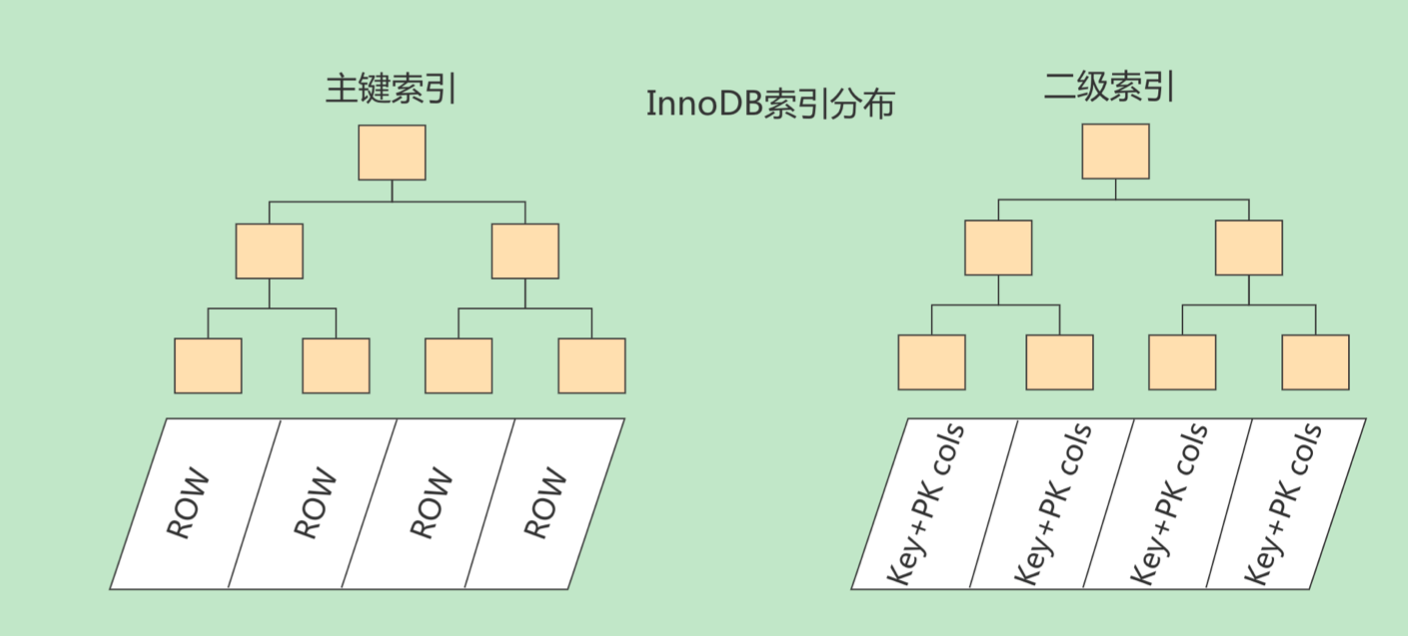 主键索引
InnoDB索引分布
二级索引
ROW
ROW
ROW
ROW
Key+PK cols
Key+PK cols
Key+PK cols
Key+PK cols